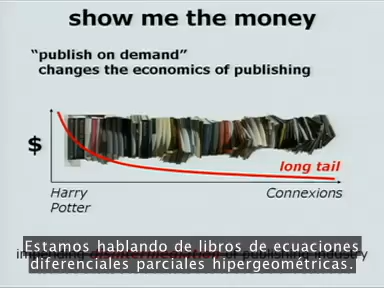 show me the money
"publish on demand"
changes the economics of publishing
$
long tail
Harry
Potter
Connexions
Estamos hablando de libros de ecuaciones
diferenciales parciales hipergeométricas.